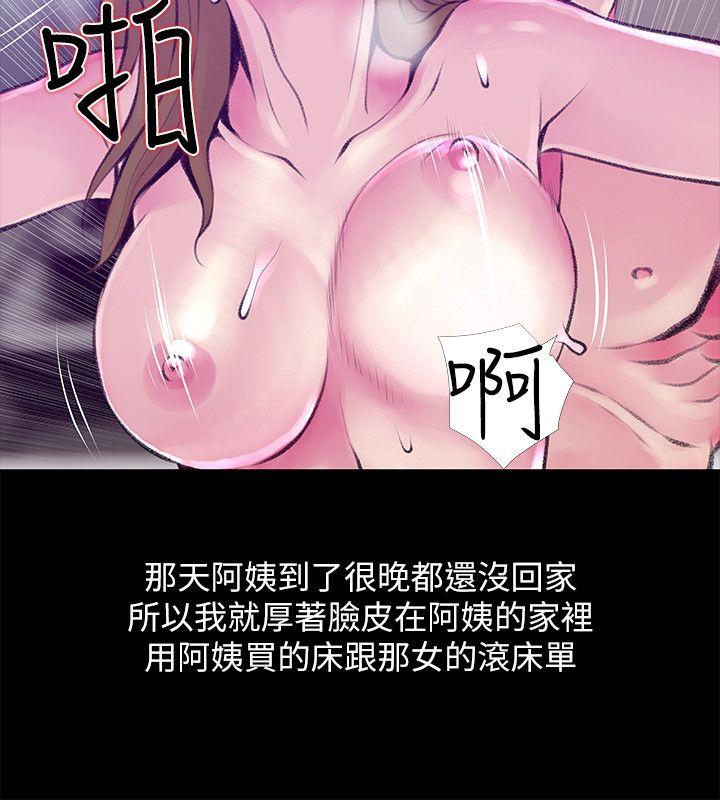 啪
啊
那天阿姨到了很晚都還沒回家
所以我就厚著臉皮在阿姨的家裡
用阿姨買的床跟那女的滾床單